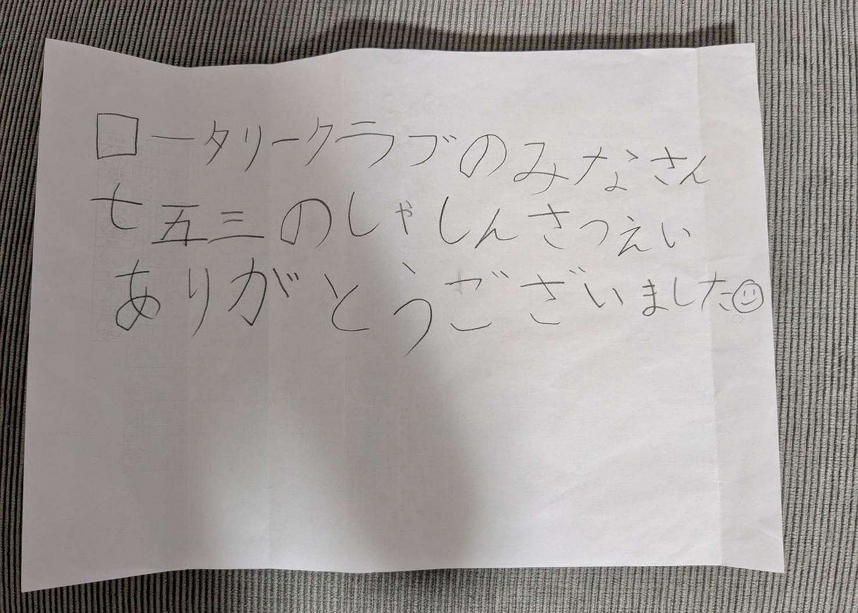 ロータリークラブのみなさん
七五三のしゃしんさつえい
ありがとうございました☺